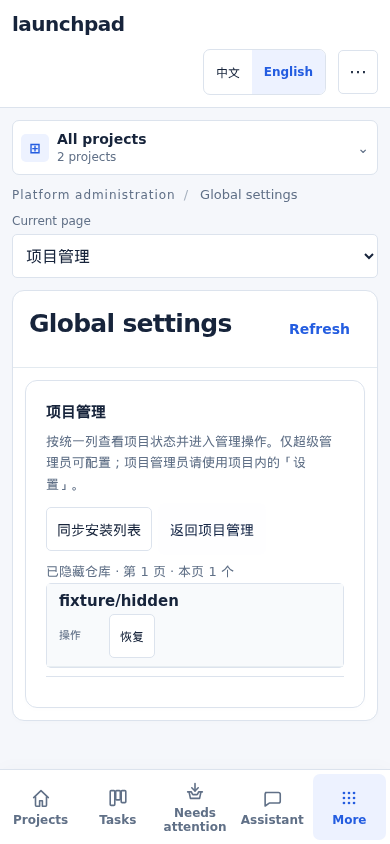 launchpad
中文
English
...
All projects
2 projects
Platform administration / Global settings
Current page
项目管理
Global settings
Refresh
项目管理
按统一列查看项目状态并进入管理操作。仅超级管
理员可配置；项目管理员请使用项目内的「设
置」。
同步安装列表
返回项目管理
已隐藏仓库 · 第 1 页 · 本页 1 个
fixture/hidden
操作
恢复
Projects
Tasks
Needs
attention
Assistant
More